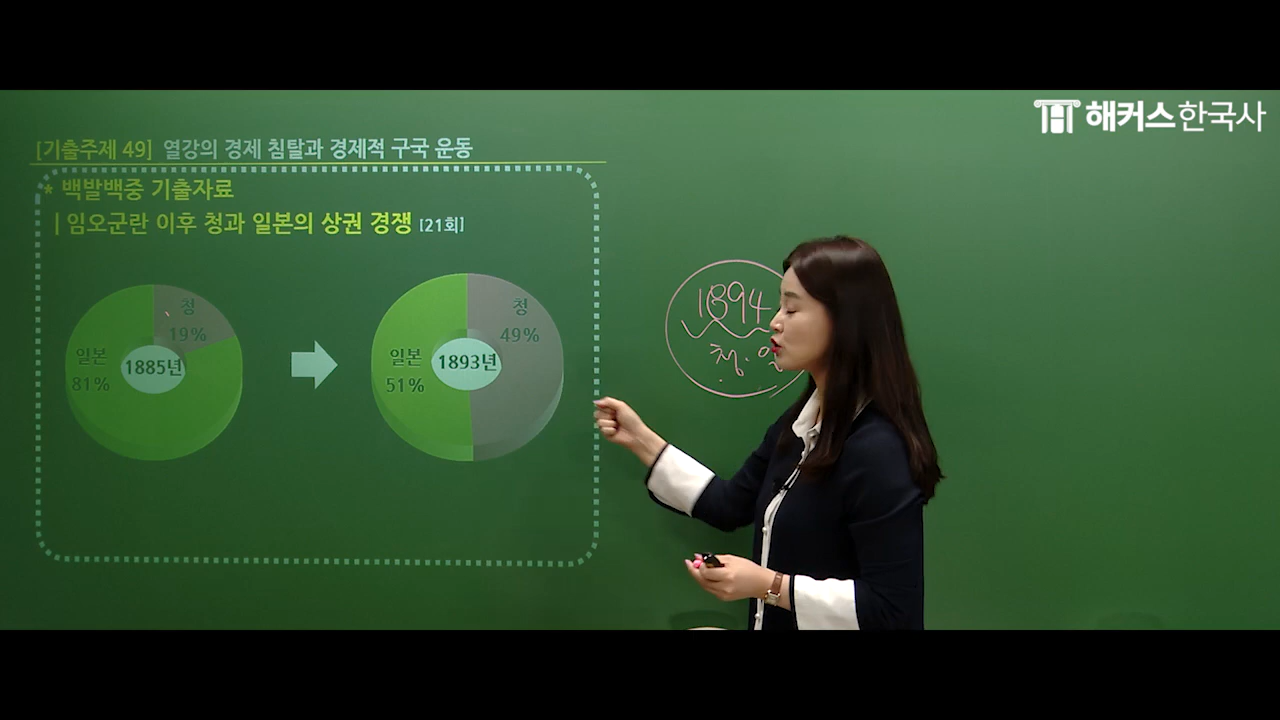 해커스한국사
[기출주제 49] 열강의 경제 침탈과 경제적 구국 운동
* 백발백중 기출자료
| 임오군란 이후 청과 일본의 상권 경쟁 [21회]
청
19%
일본
81%
1885년
청
49%
일본
51%
1893년
1894
청·일